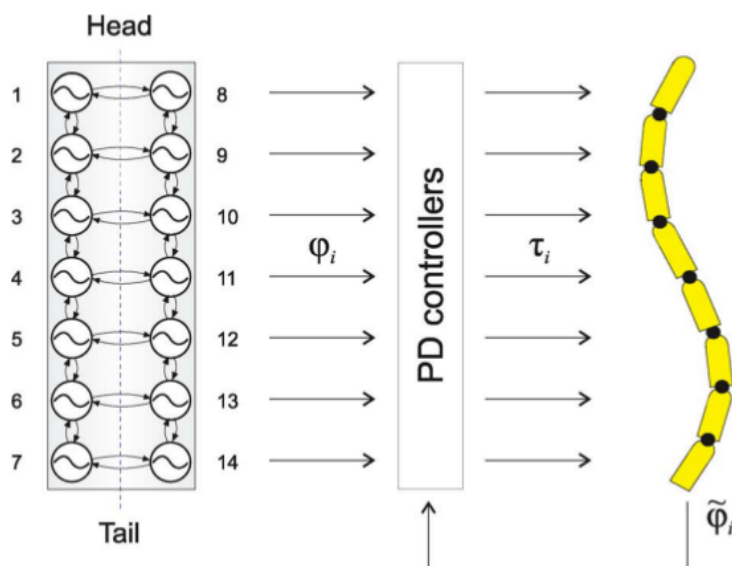 Head
1 8
2 9
3 10
φi τi
4 11
5 12
6 13
7 14
PD controllers
Tail
φ̃i